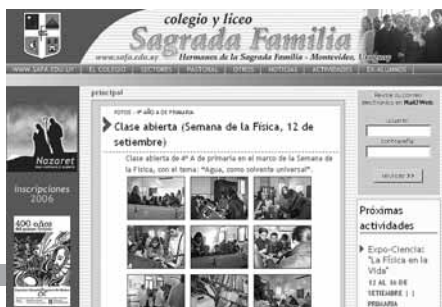 colegio y liceo
Sagrada Familia
www.safa.edu.uy Hermanos de la Sagrada Familia - Montevideo, Uruguay
WWW.SAFA.EDU.UY | EL COLEGIO | SECTORES | PASTORAL | OTROS | NOTICIAS | ACTIVIDADES | EX-ALUMNOS
principal
FOTOS - 4º AÑO A DE PRIMARIA
Clase abierta (Semana de la Física, 12 de
setiembre)
Clase abierta de 4º A de primaria en el marco de la Semana de
la Física, con el tema: "Agua, como solvente universal".
Nazaret
Inscripciones
2006
400 años
Revise su correo
electrónico en Mail2Web
usuario
contraseña
revisar >>
Próximas
actividades
Expo-Ciencia:
"La Física en la
Vida"
12 AL 16 DE
SETIEMBRE | |
PRIMARIA